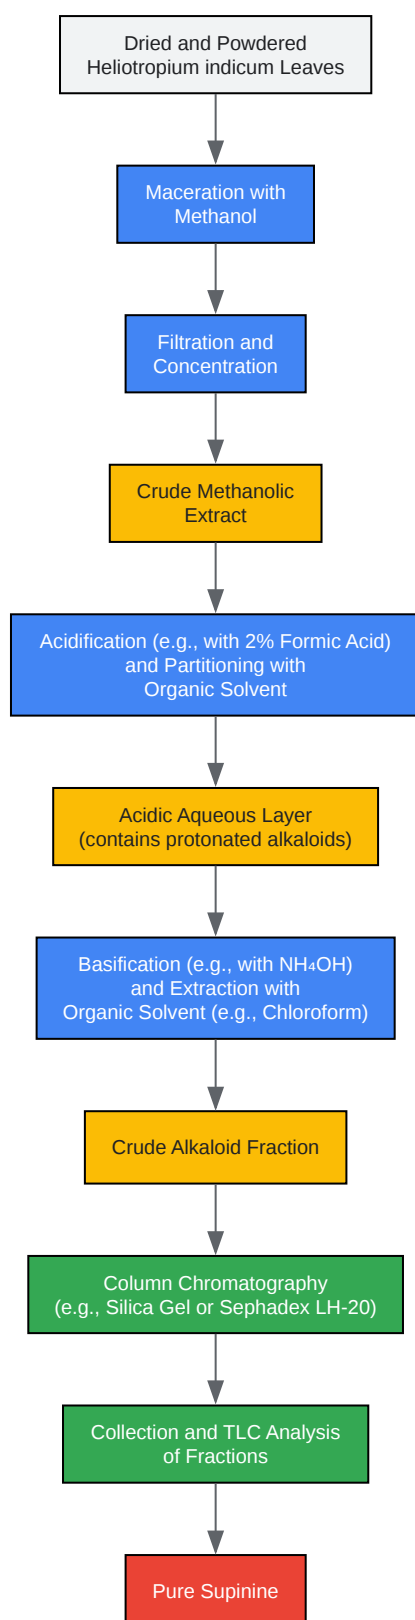 Dried and Powdered
Heliotropium indicum Leaves
Maceration with
Methanol
Filtration and
Concentration
Crude Methanolic
Extract
Acidification (e.g., with 2% Formic Acid)
and Partitioning with
Organic Solvent
Acidic Aqueous Layer
(contains protonated alkaloids)
Basification (e.g., with NH₄OH)
and Extraction with
Organic Solvent (e.g., Chloroform)
Crude Alkaloid Fraction
Column Chromatography
(e.g., Silica Gel or Sephadex LH-20)
Collection and TLC Analysis
of Fractions
Pure Supinine